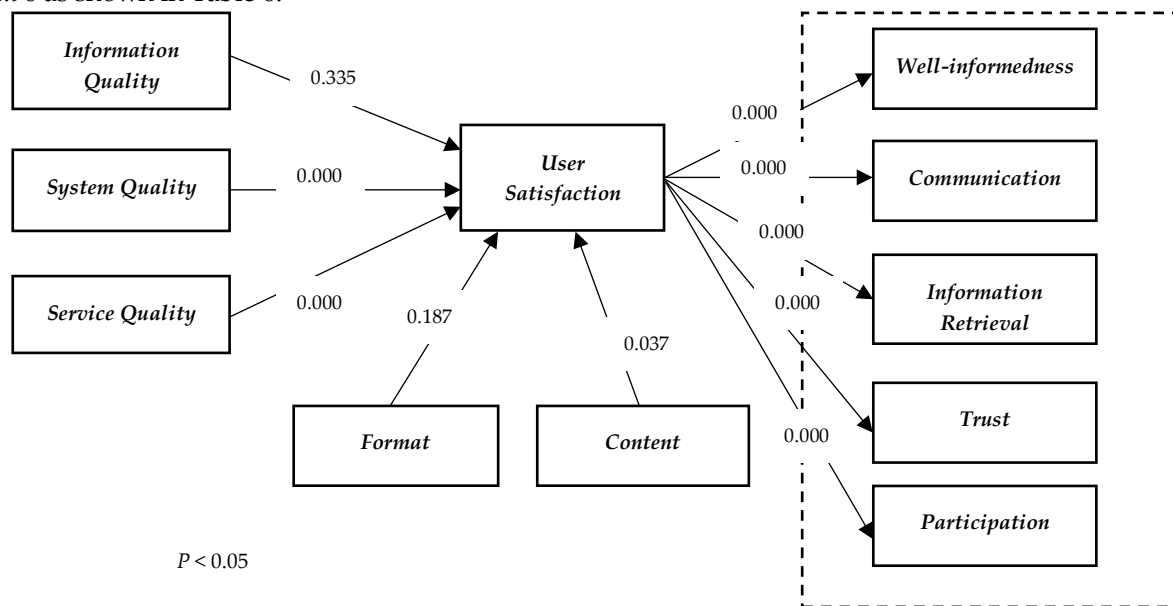 Information
Quality
0.335
System Quality
0.000
Service Quality
0.000
User
Satisfaction
0.187
0.037
Format
Content
0.000
0.000
0.000
0.000
0.000
Well-informedness
Communication
Information
Retrieval
Trust
Participation
P < 0.05